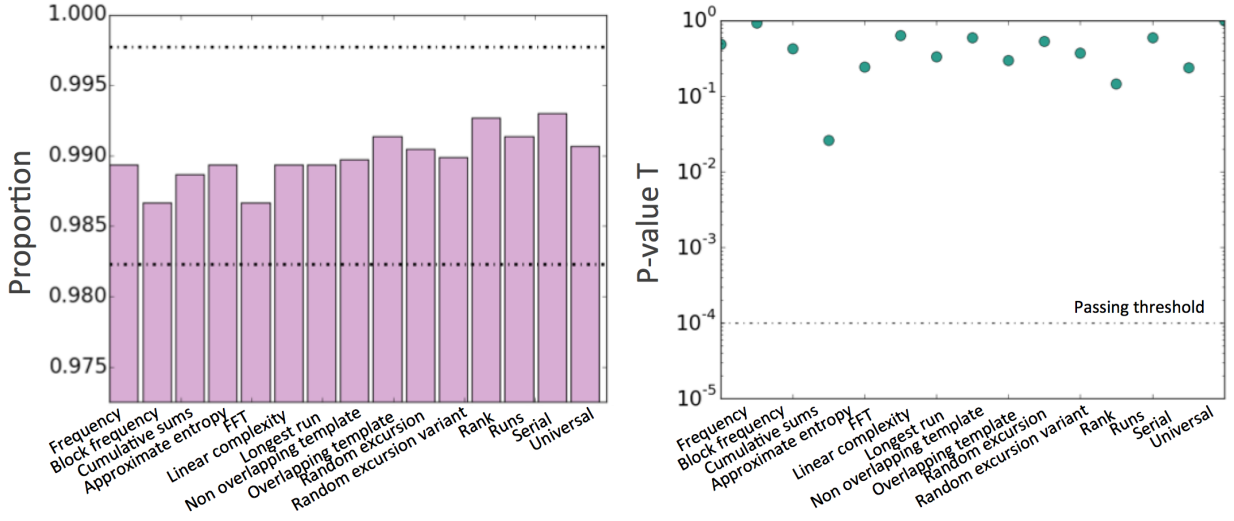 Proportion
1.000
0.995
0.990
0.985
0.980
0.975
Frequency
Block frequency
Cumulative sums
Approximate entropy
FFT
Linear complexity
Longest run
Non overlapping template
Overlapping template
Random excursion
Random excursion variant
Rank
Runs
Serial
Universal
P-value T
10^0
10^-1
10^-2
10^-3
10^-4
10^-5
Passing threshold
Frequency
Block frequency
Cumulative sums
Approximate entropy
FFT
Linear complexity
Longest run
Non overlapping template
Overlapping template
Random excursion
Random excursion variant
Rank
Runs
Serial
Universal